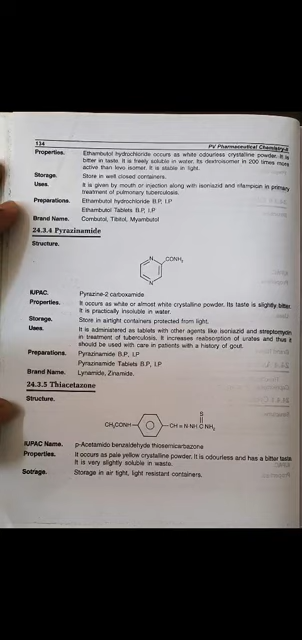 134
PV Pharmaceutical Chemistry-II
Properties. Ethambutol hydrochloride occurs as white odourless crystalline powder. It is
bitter in taste. It is freely soluble in water. Its dextroisomer in 200 times more
active than levo isomer. It is stable in light.
Storage. Store in well closed containers.
Uses. It is given by mouth or injection along with isoniazid and rifampicin in primary
treatment of pulmonary tuberculosis.
Preparations. Ethambutol hydrochloride B.P, I.P
Ethambutol Tablets B.P, I.P
Brand Name. Combutol, Tibitol, Myambutol
24.3.4 Pyrazinamide
Structure.
N
N
CONH₂
IUPAC. Pyrazine-2 carboxamide
Properties. It occurs as white or almost white crystalline powder. Its taste is slightly bitter.
It is practically insoluble in water.
Storage. Store in airtight containers protected from light.
Uses. It is administered as tablets with other agents like isoniazid and streptomycin
in treatment of tuberculosis. It increases reabsorption of urates and thus it
should be used with care in patients with a history of gout.
Preparations. Pyrazinamide B.P., I.P
Pyrazinamide Tablets B.P., I.P
Brand Name. Lynamide, Zinamide.
24.3.5 Thiacetazone
Structure.
S
CH₃CONH CH = N NH C NH₂
IUPAC Name. p-Acetamido benzaldehyde thiosemicarbazone
Properties. It occurs as pale yellow crystalline powder. It is odourless and has a bitter taste.
It is very slightly soluble in waste.
Sotrage. Storage in air tight, light resistant containers.